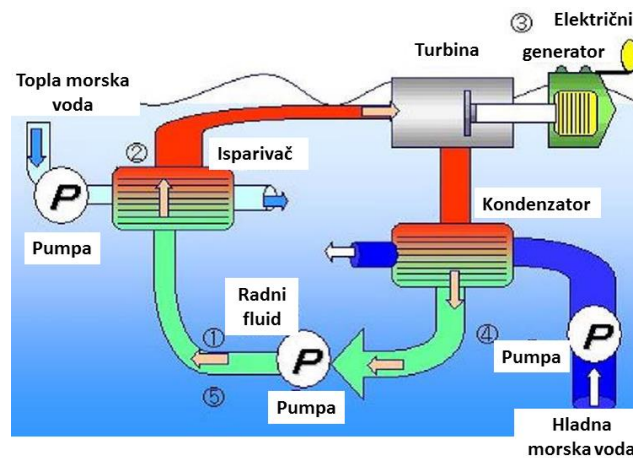 ③
Električni
generator
Turbina
Topla morska
voda
②
Isparivač
P
Pumpa
Kondenzator
Radni
fluid
①
P
④
P
Pumpa
⑤
Pumpa
Hladna
morska voda